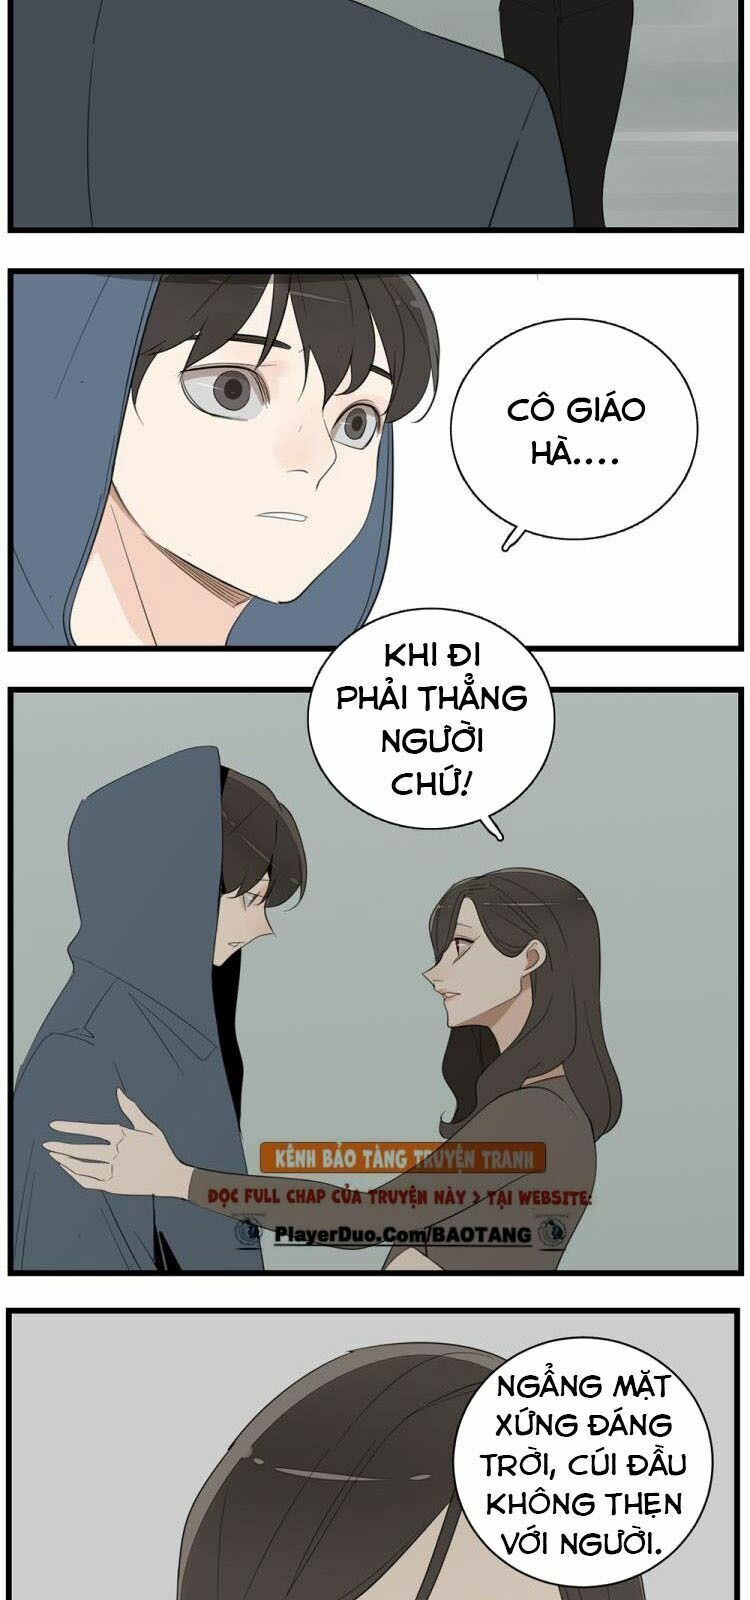 CÔ GIÁO
HÀ....
KHI ĐI
PHẢI THẲNG
NGƯỜI
CHỨ!
KÊNH BẢO TÀNG TRUYỆN TRANH
ĐỌC FULL CHAP CỦA TRUYỆN NÀY > TẠI WEBSITE:
PlayerDuo.Com/BAOTANG
NGẨNG MẶT
XỨNG ĐÁNG
TRỜI, CÚI ĐẦU
KHÔNG THẸN
VỚI NGƯỜI.